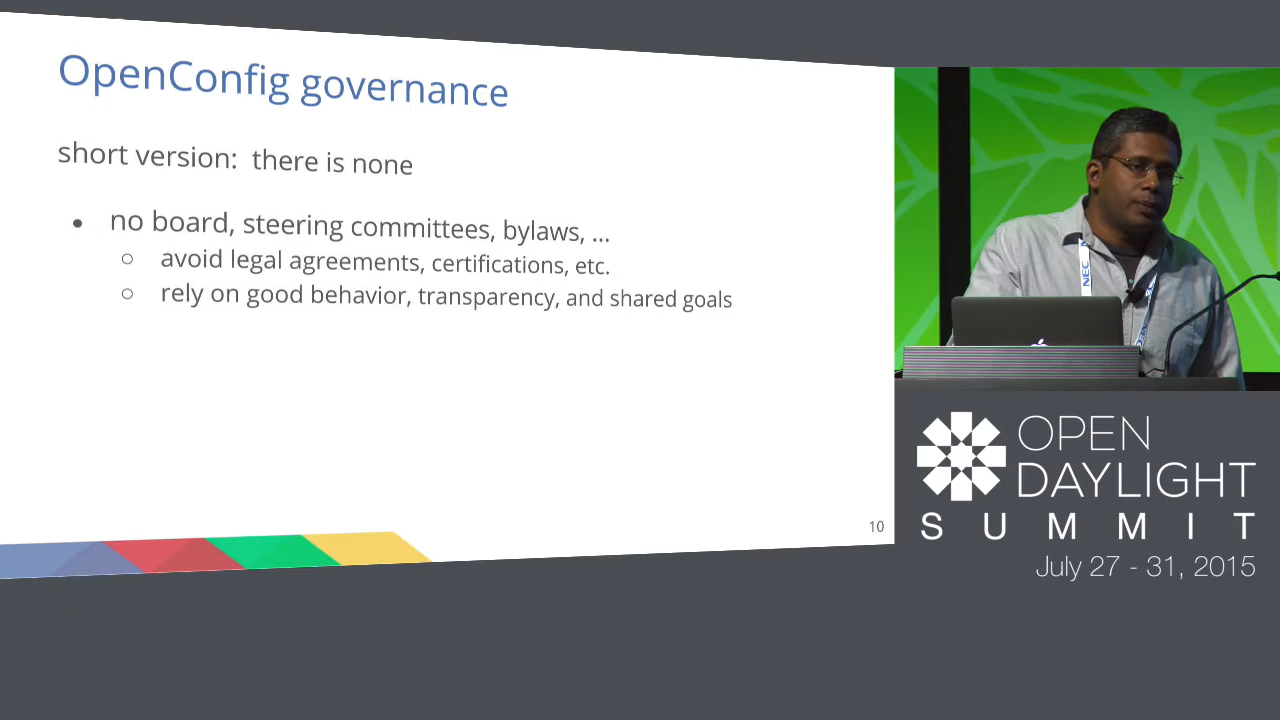 OpenConfig governance
short version: there is none
• no board, steering committees, bylaws, ...
○ avoid legal agreements, certifications, etc.
○ rely on good behavior, transparency, and shared goals
10
NEC
OPEN
DAYLIGHT
SUMMIT
July 27 - 31, 2015